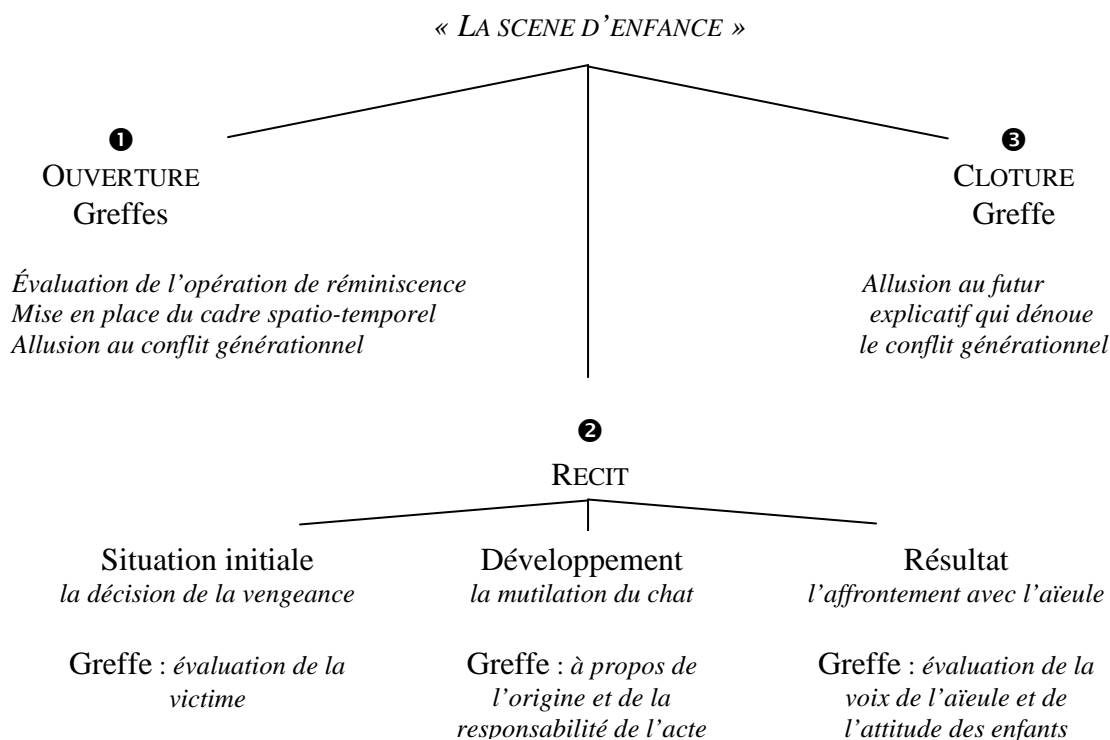 « LA SCENE D'ENFANCE »
❶
OUVERTURE
Greffes
Évaluation de l'opération de réminiscence
Mise en place du cadre spatio-temporel
Allusion au conflit générationnel
❸
CLOTURE
Greffe
Allusion au futur
explicatif qui dénoue
le conflit générationnel
❷
RECIT
Situation initiale
la décision de la vengeance
Greffe : évaluation de la
victime
Développement
la mutilation du chat
Greffe : à propos de
l'origine et de la
responsabilité de l'acte
Résultat
l'affrontement avec l'aïeule
Greffe : évaluation de la
voix de l'aïeule et de
l'attitude des enfants